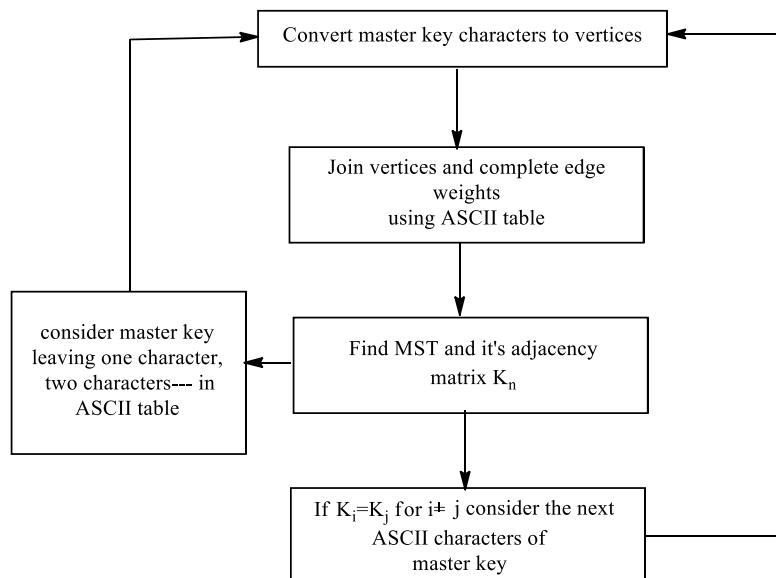 Convert master key characters to vertices
Join vertices and complete edge
weights
using ASCII table
consider master key
leaving one character,
two characters--- in
ASCII table
Find MST and it's adjacency
matrix Kₙ
If Kᵢ=Kⱼ for i≠ j consider the next
ASCII characters of
master key